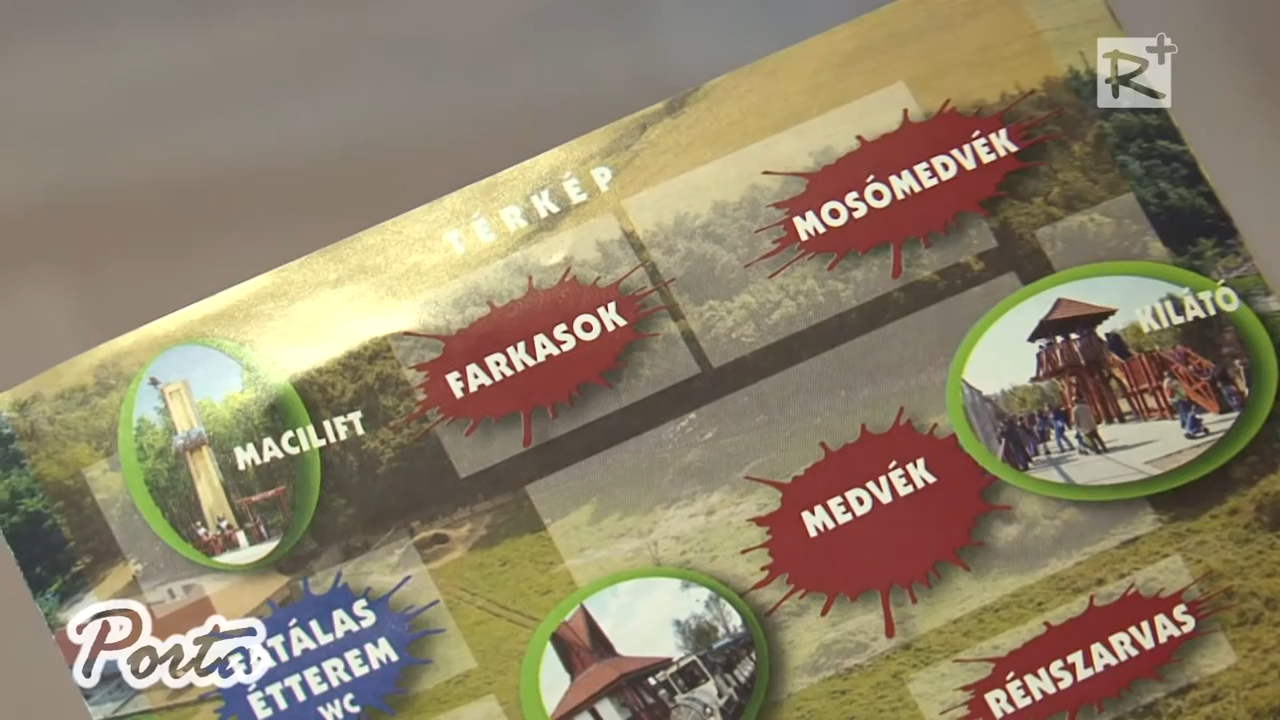 R+
TÉRKÉP
MOSÓMEDVÉK
FARKASOK
KILÁTÓ
MACILIFT
MEDVÉK
ÉTTEREM
WC
RÉNSZARVAS
Porta